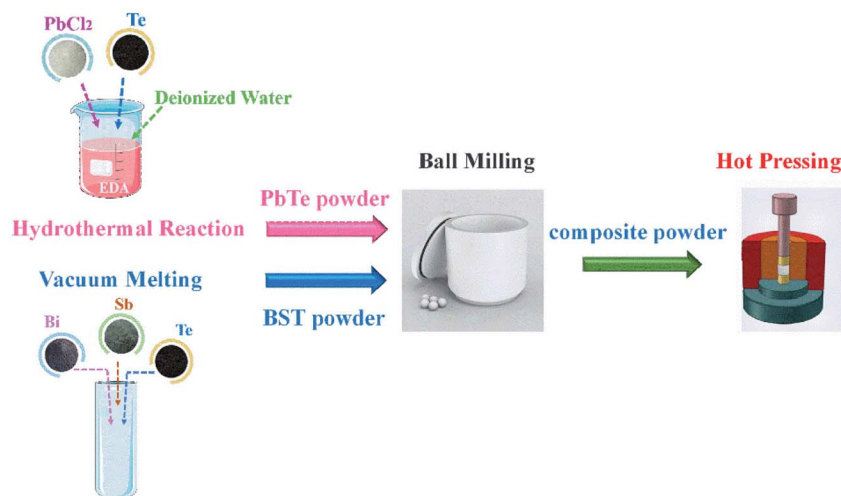 PbCl₂
Te
Deionized Water
EDA
Hydrothermal Reaction
PbTe powder
Ball Milling
composite powder
Hot Pressing
Vacuum Melting
BST powder
Sb
Bi
Te